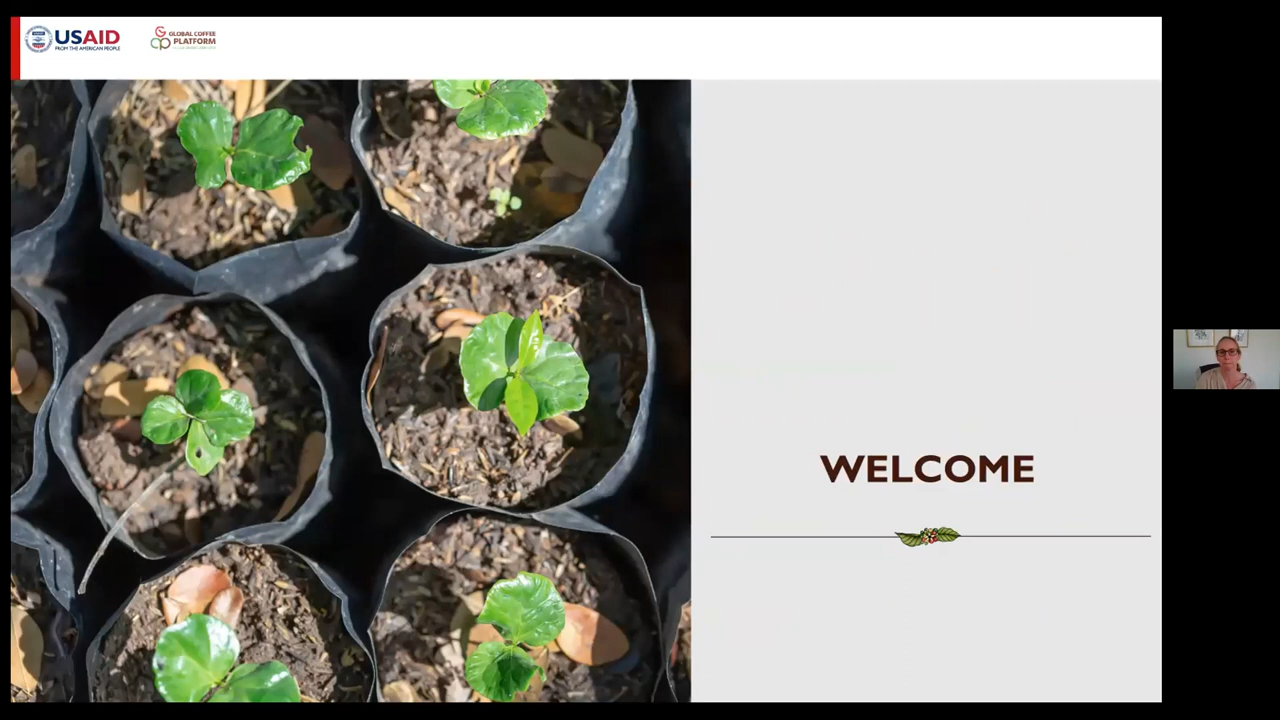 USAID
FROM THE AMERICAN PEOPLE
GLOBAL COFFEE
PLATFORM
WELCOME